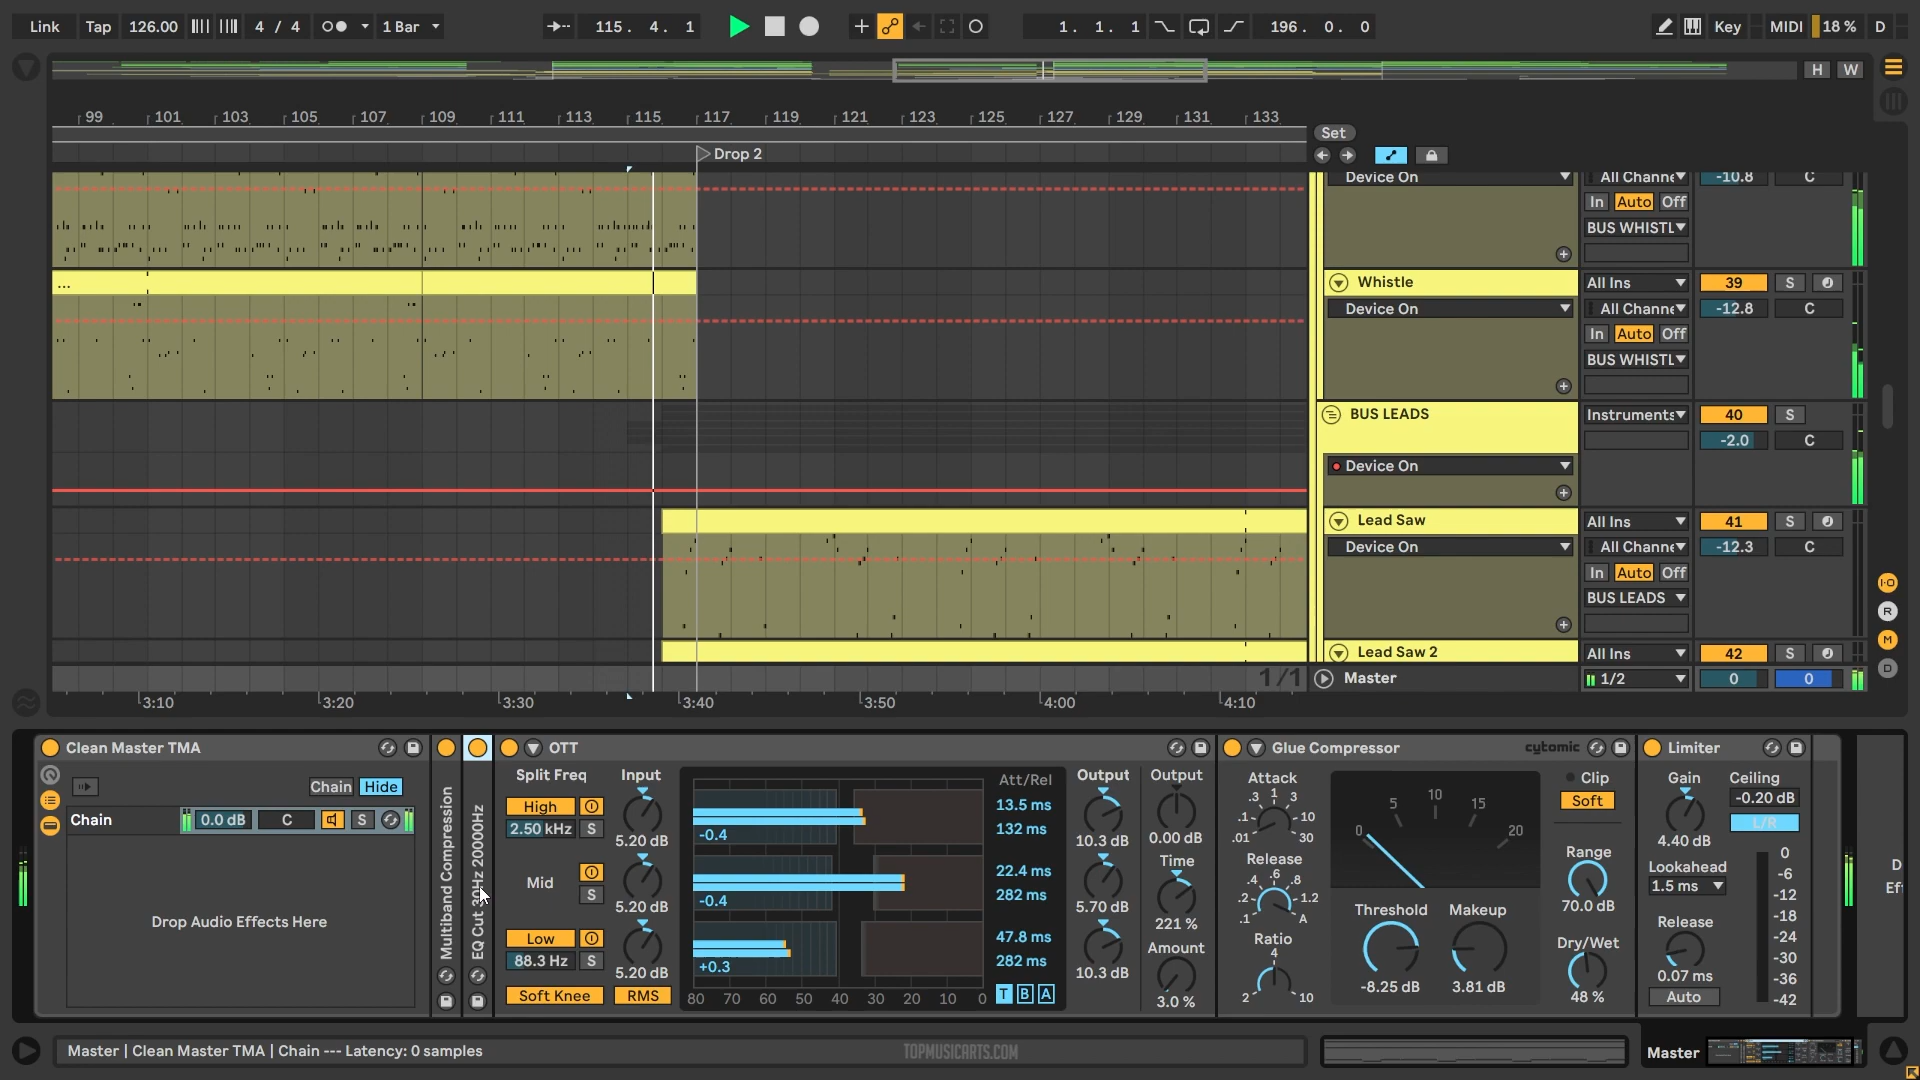 Link Tap 126.00 4 / 4 1 Bar 115. 4. 1 1. 1. 1 196. 0. 0 Key MIDI 18 % D
H W
99 101 103 105 107 109 111 113 115 117 119 121 123 125 127 129 131 133
Set
Drop 2
Device On All Channe -10.8 C
In Auto Off
BUS WHISTL
...
Whistle All Ins 39 S
Device On All Channe -12.8 C
In Auto Off
BUS WHISTL
BUS LEADS Instruments 40 S
-2.0 C
Device On
Lead Saw All Ins 41 S
Device On All Channe -12.3 C
In Auto Off
BUS LEADS
Lead Saw 2 All Ins 42 S
1/1 Master 1/2 0 0
3:10 3:20 3:30 3:40 3:50 4:00 4:10
I·O
R
M
D
Clean Master TMA
Chain Hide
Chain 0.0 dB C S
Drop Audio Effects Here
Multiband Compression
OTT
Split Freq Input Att/Rel Output Output
High 13.5 ms
2.50 kHz S 5.20 dB -0.4 132 ms 10.3 dB 0.00 dB
Time
Mid 22.4 ms
S 5.20 dB -0.4 282 ms 5.70 dB 221 %
Low 47.8 ms Amount
88.3 Hz S 5.20 dB +0.3 282 ms 10.3 dB
Soft Knee RMS 80 70 60 50 40 30 20 10 0 T B A 3.0 %
Glue Compressor cytomic
Attack Clip
.01 .1 .3 1 3 10 30 0 5 10 15 20 Soft
Release Range
.1 .2 .4 .6 .8 1.2 A 70.0 dB
Threshold Makeup
Ratio Dry/Wet
2 4 10 -8.25 dB 3.81 dB 48 %
Limiter
Gain Ceiling
-0.20 dB
4.40 dB L/R
Lookahead 0
1.5 ms -6
-12
Release -18
-24
-30
0.07 ms -36
Auto -42
D
Ef
Master | Clean Master TMA | Chain --- Latency: 0 samples
TOPMUSICARTS.COM
Master